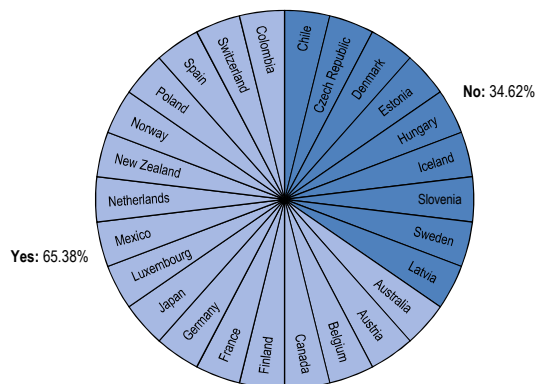 Chile
Czech Republic
Denmark
Estonia
Hungary
Iceland
Slovenia
Sweden
Latvia
Australia
Austria
Belgium
Canada
Finland
France
Germany
Japan
Luxembourg
Mexico
Netherlands
New Zealand
Norway
Poland
Spain
Switzerland
Colombia
No: 34.62%
Yes: 65.38%